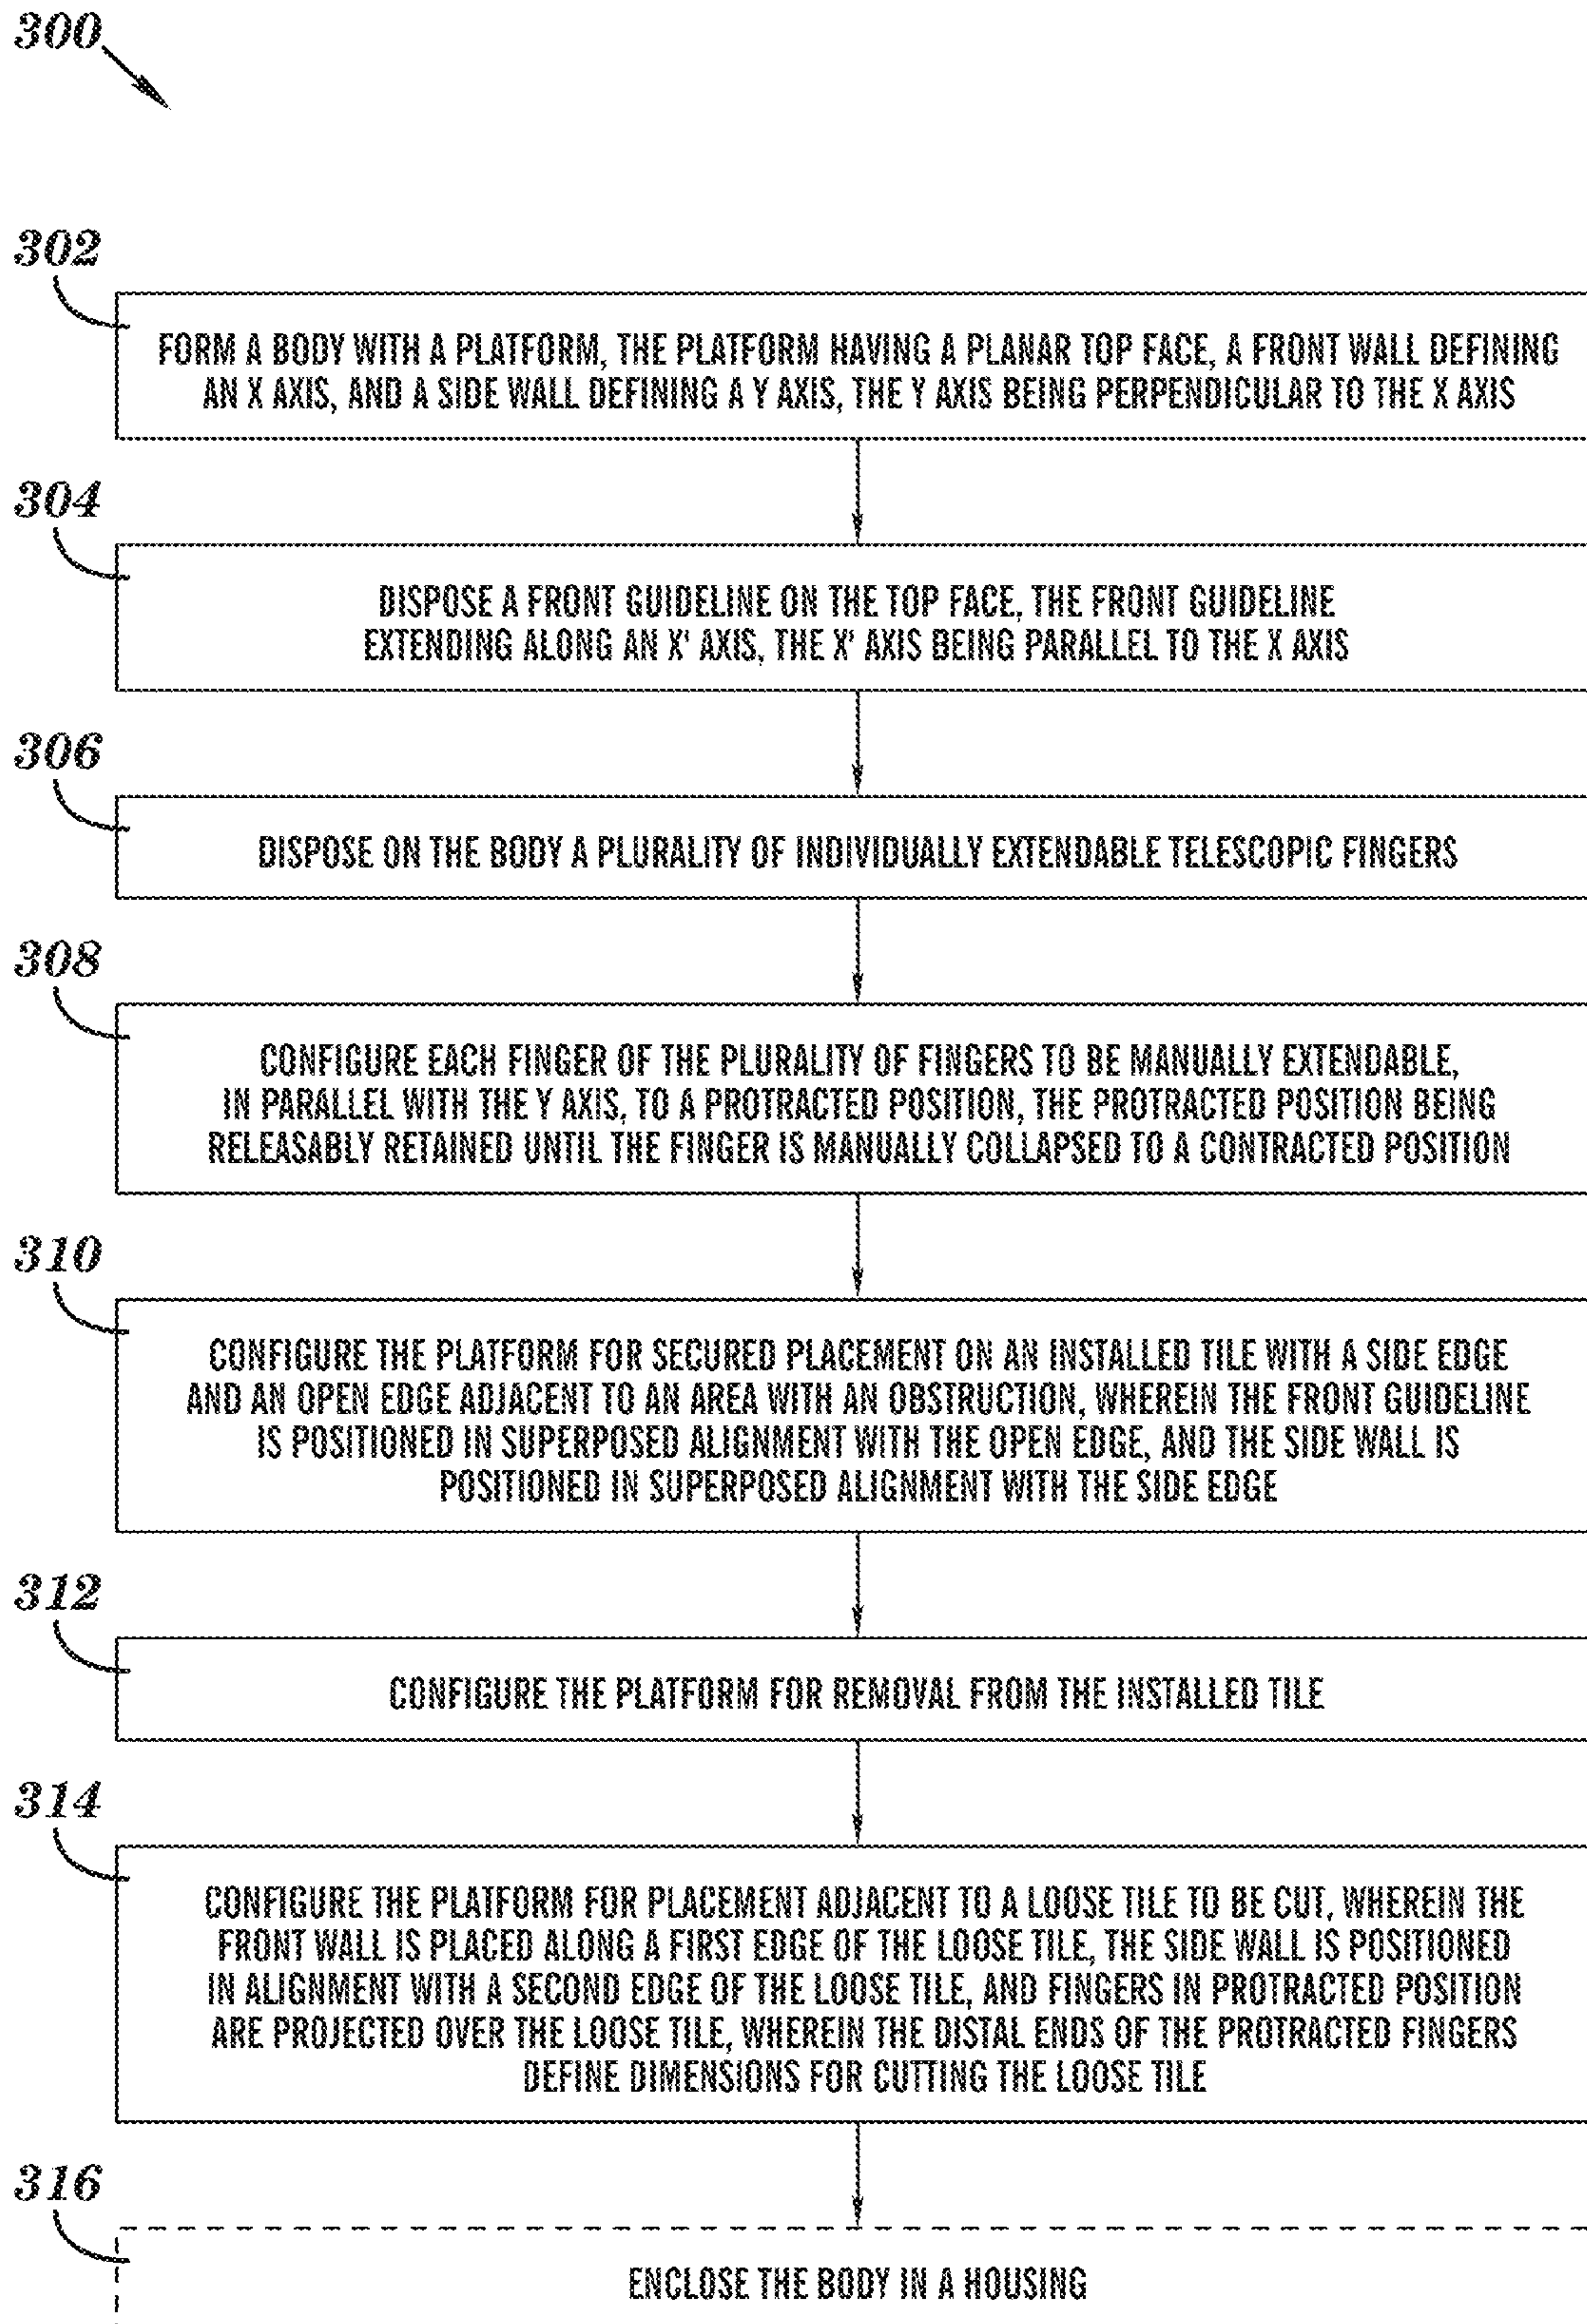 300
302
FORM A BODY WITH A PLATFORM, THE PLATFORM HAVING A PLANAR TOP FACE, A FRONT WALL DEFINING
AN X AXIS, AND A SIDE WALL DEFINING A Y AXIS, THE Y AXIS BEING PERPENDICULAR TO THE X AXIS
304
DISPOSE A FRONT GUIDELINE ON THE TOP FACE, THE FRONT GUIDELINE
EXTENDING ALONG AN X' AXIS, THE X' AXIS BEING PARALLEL TO THE X AXIS
306
DISPOSE ON THE BODY A PLURALITY OF INDIVIDUALLY EXTENDABLE TELESCOPIC FINGERS
308
CONFIGURE EACH FINGER OF THE PLURALITY OF FINGERS TO BE MANUALLY EXTENDABLE,
IN PARALLEL WITH THE Y AXIS, TO A PROTRACTED POSITION, THE PROTRACTED POSITION BEING
RELEASABLY RETAINED UNTIL THE FINGER IS MANUALLY COLLAPSED TO A CONTRACTED POSITION
310
CONFIGURE THE PLATFORM FOR SECURED PLACEMENT ON AN INSTALLED TILE WITH A SIDE EDGE
AND AN OPEN EDGE ADJACENT TO AN AREA WITH AN OBSTRUCTION, WHEREIN THE FRONT GUIDELINE
IS POSITIONED IN SUPERPOSED ALIGNMENT WITH THE OPEN EDGE, AND THE SIDE WALL IS
POSITIONED IN SUPERPOSED ALIGNMENT WITH THE SIDE EDGE
312
CONFIGURE THE PLATFORM FOR REMOVAL FROM THE INSTALLED TILE
314
CONFIGURE THE PLATFORM FOR PLACEMENT ADJACENT TO A LOOSE TILE TO BE CUT, WHEREIN THE
FRONT WALL IS PLACED ALONG A FIRST EDGE OF THE LOOSE TILE, THE SIDE WALL IS POSITIONED
IN ALIGNMENT WITH A SECOND EDGE OF THE LOOSE TILE, AND FINGERS IN PROTRACTED POSITION
ARE PROJECTED OVER THE LOOSE TILE, WHEREIN THE DISTAL ENDS OF THE PROTRACTED FINGERS
DEFINE DIMENSIONS FOR CUTTING THE LOOSE TILE
316
ENCLOSE THE BODY IN A HOUSING